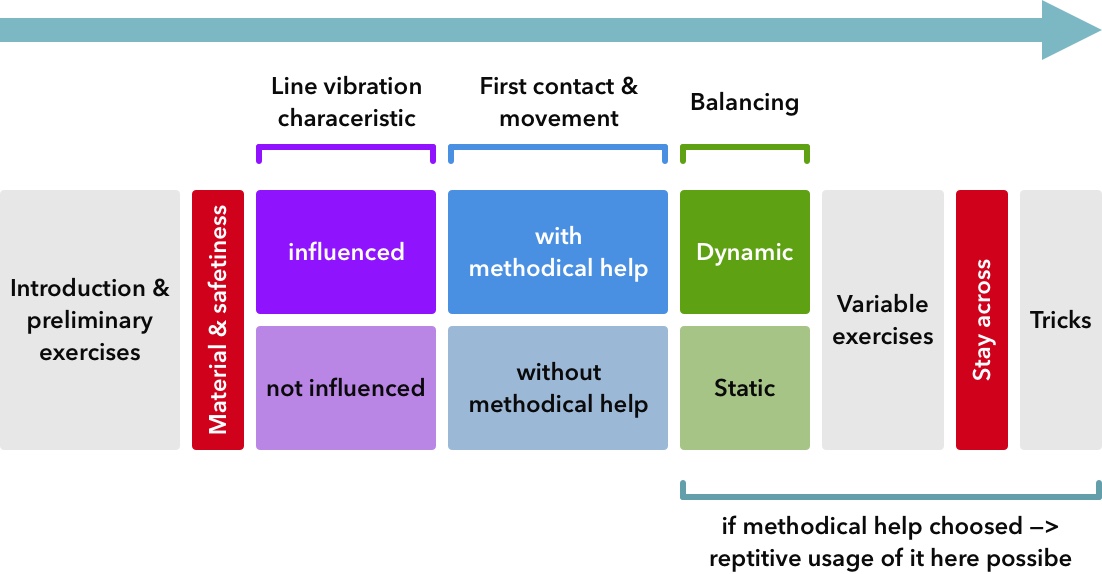 Line vibration
characeristic
First contact &
movement
Balancing
Introduction &
preliminary
exercises
Material & safetiness
influenced
not influenced
with
methodical help
without
methodical help
Dynamic
Static
Variable
exercises
Stay across
Tricks
if methodical help choosed —>
reptitive usage of it here possibe